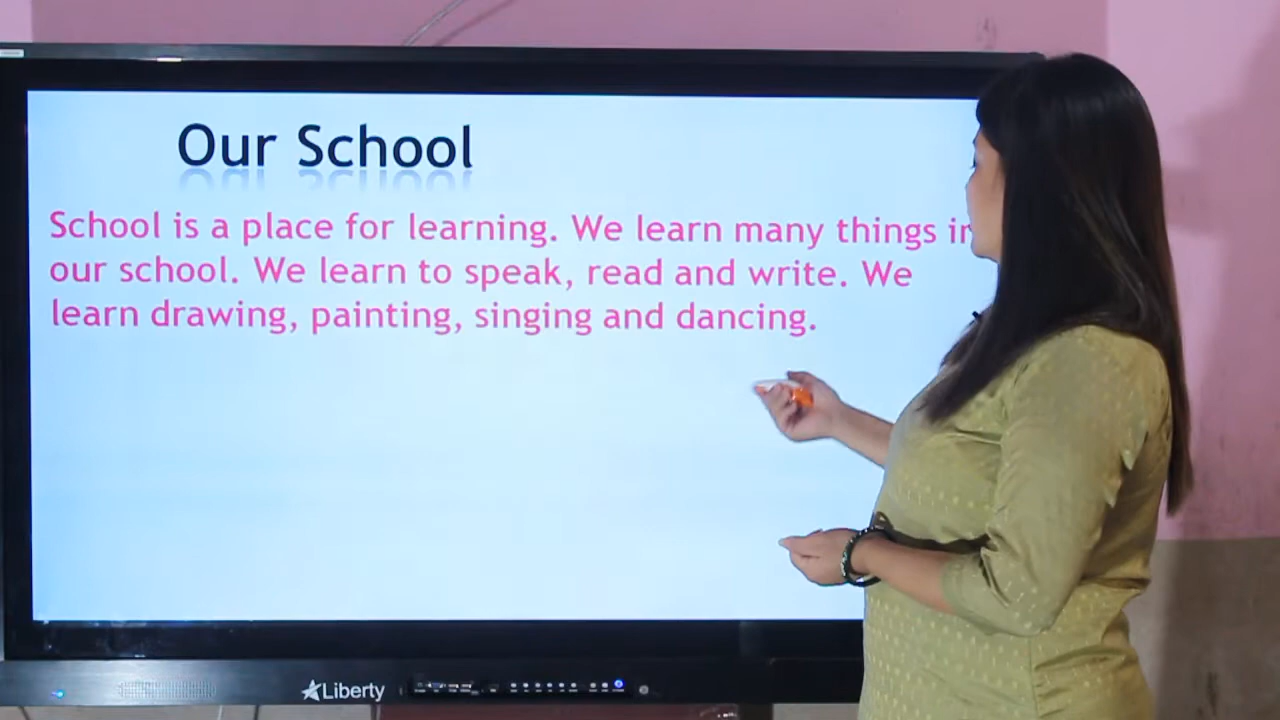 Our School
School is a place for learning. We learn many things in
our school. We learn to speak, read and write. We
learn drawing, painting, singing and dancing.
Liberty